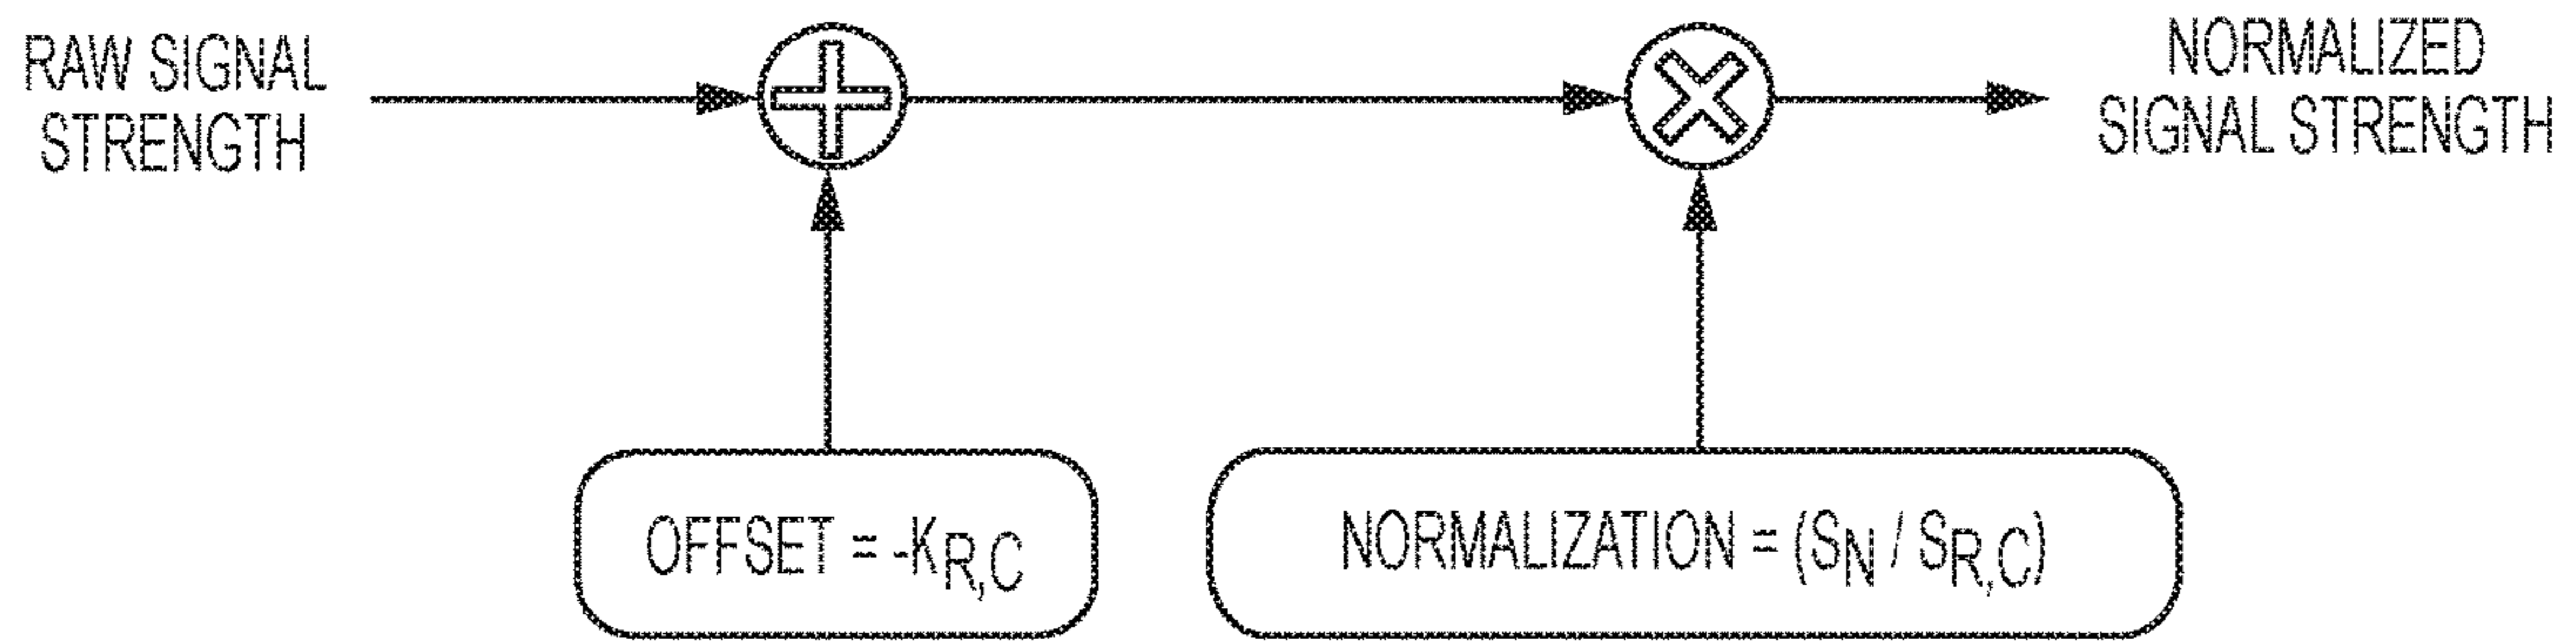 RAW SIGNAL
STRENGTH
NORMALIZED
SIGNAL STRENGTH
OFFSET = -KR,C
NORMALIZATION = (SN / SR,C)